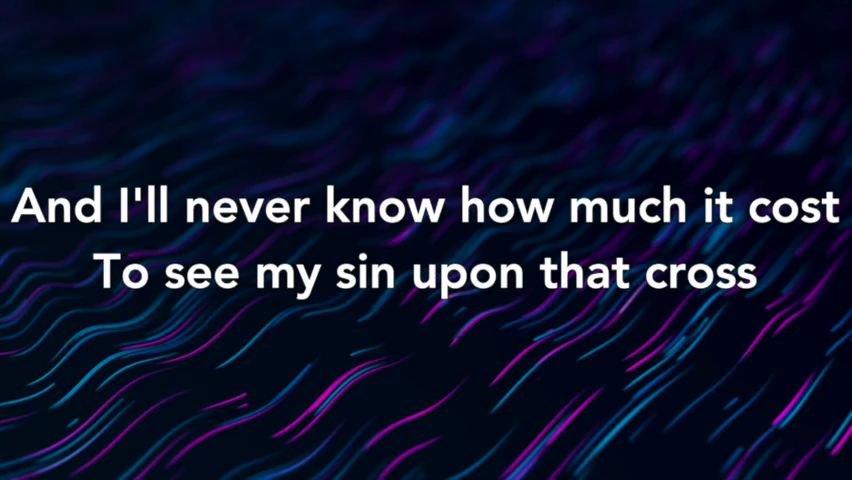 And I'll never know how much it cost
To see my sin upon that cross